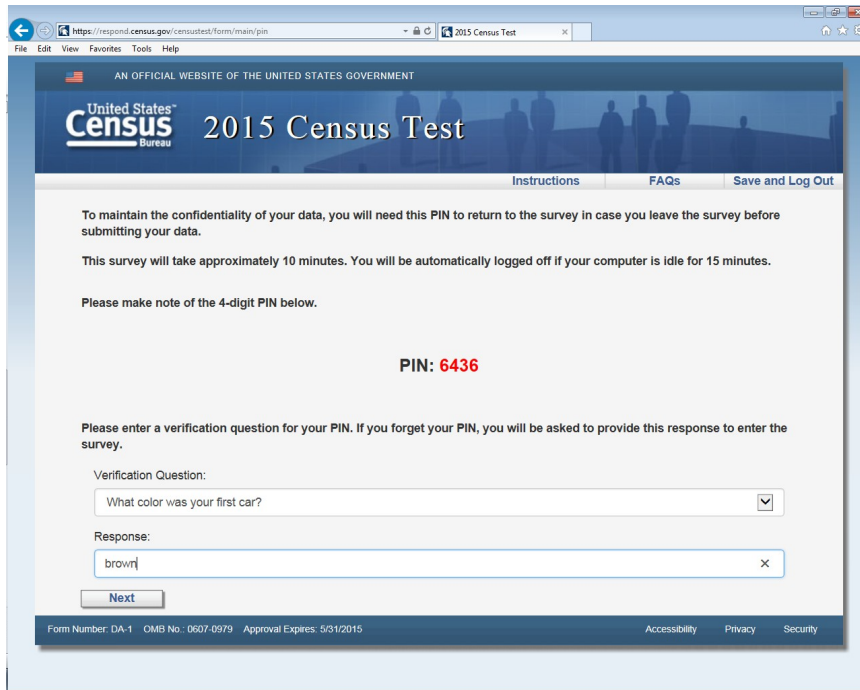 https://respond.census.gov/censustest/form/main/pin
2015 Census Test
File Edit View Favorites Tools Help
AN OFFICIAL WEBSITE OF THE UNITED STATES GOVERNMENT
United States™
Census
Bureau
2015 Census Test
Instructions FAQs Save and Log Out
To maintain the confidentiality of your data, you will need this PIN to return to the survey in case you leave the survey before
submitting your data.
This survey will take approximately 10 minutes. You will be automatically logged off if your computer is idle for 15 minutes.
Please make note of the 4-digit PIN below.
PIN: 6436
Please enter a verification question for your PIN. If you forget your PIN, you will be asked to provide this response to enter the
survey.
Verification Question:
What color was your first car?
Response:
brown
Next
Form Number: DA-1 OMB No.: 0607-0979 Approval Expires: 5/31/2015 Accessibility Privacy Security